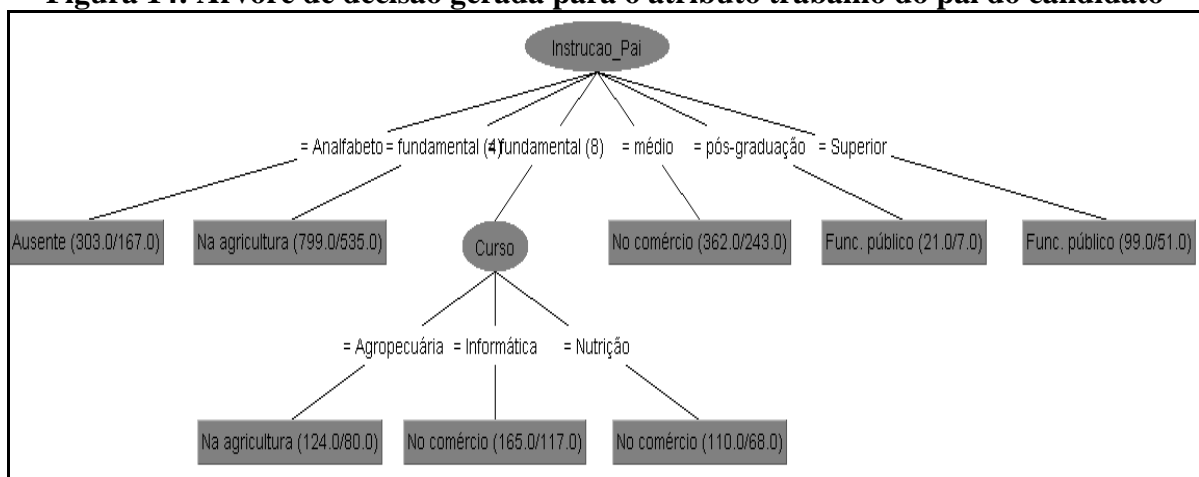 Figura 14: Árvore de decisão gerada para o atributo trabalho do pai do candidato
Instrucao_Pai
= Analfabeto = fundamental (4) = fundamental (8) = médio = pós-graduação = Superior
Ausente (303.0/167.0) Na agricultura (799.0/535.0) Curso No comércio (362.0/243.0) Func. público (21.0/7.0) Func. público (99.0/51.0)
= Agropecuária = Informática = Nutrição
Na agricultura (124.0/80.0) No comércio (165.0/117.0) No comércio (110.0/68.0)